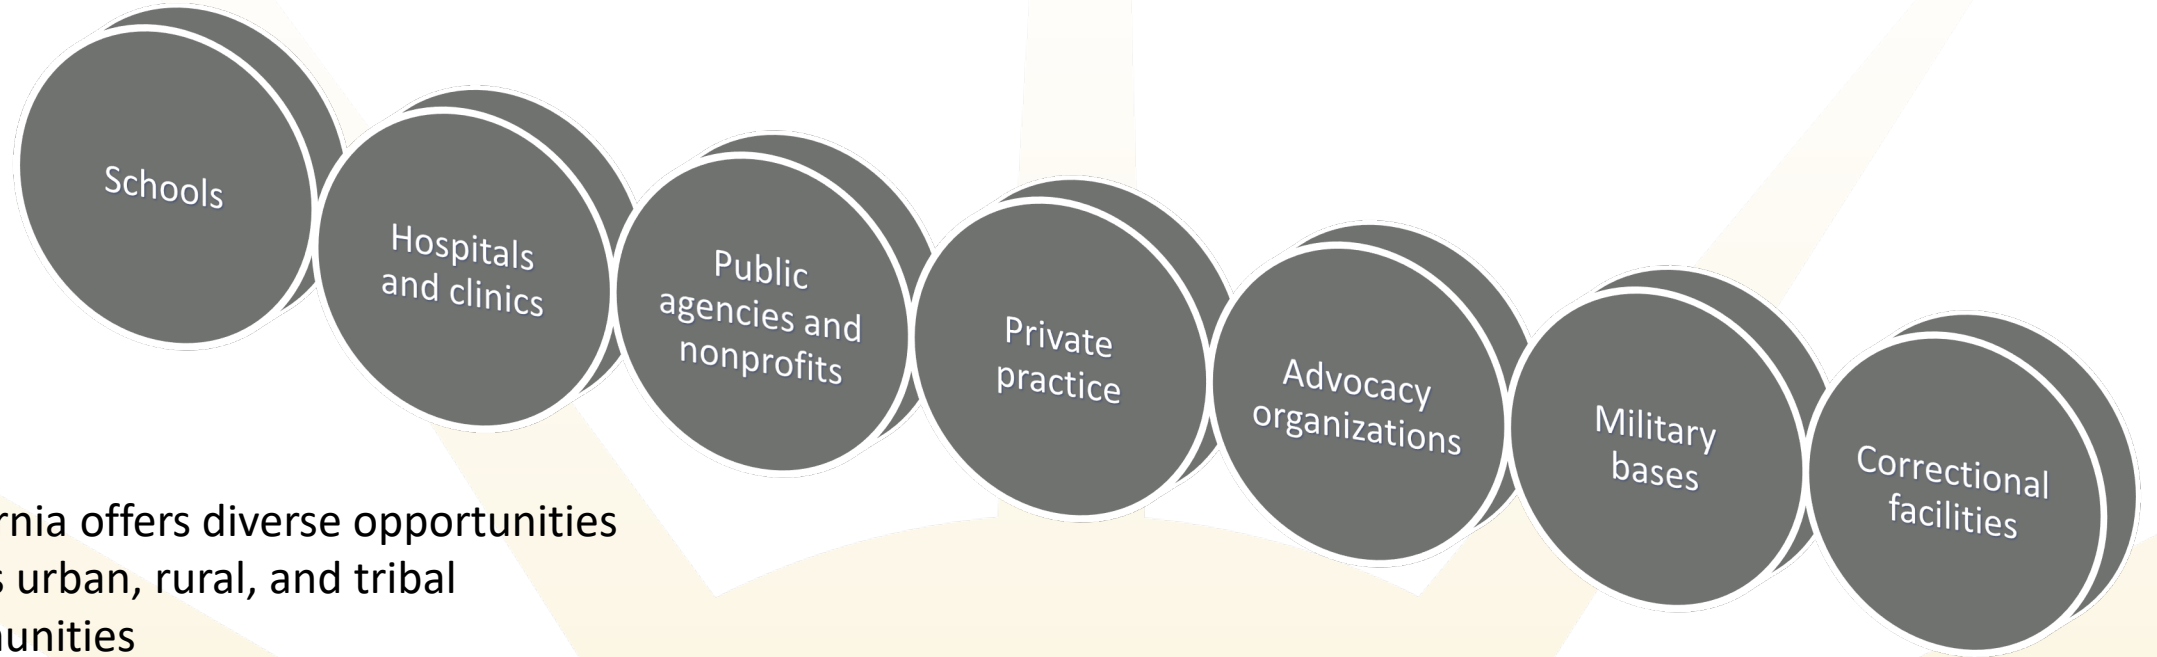 Schools
Hospitals
and clinics
Public
agencies and
nonprofits
Private
practice
Advocacy
organizations
Military
bases
Correctional
facilities
rnia offers diverse opportunities
s urban, rural, and tribal
unities